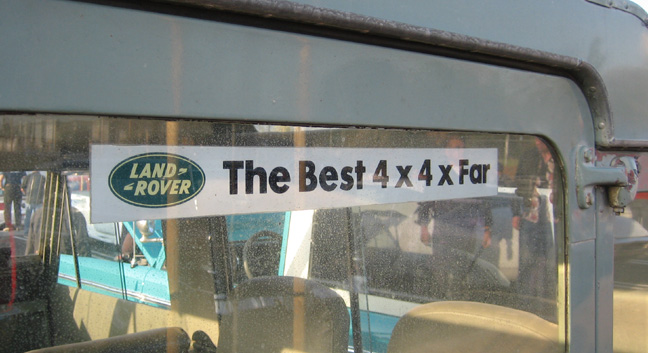 LAND-
-ROVER
The Best 4 x 4 x Far